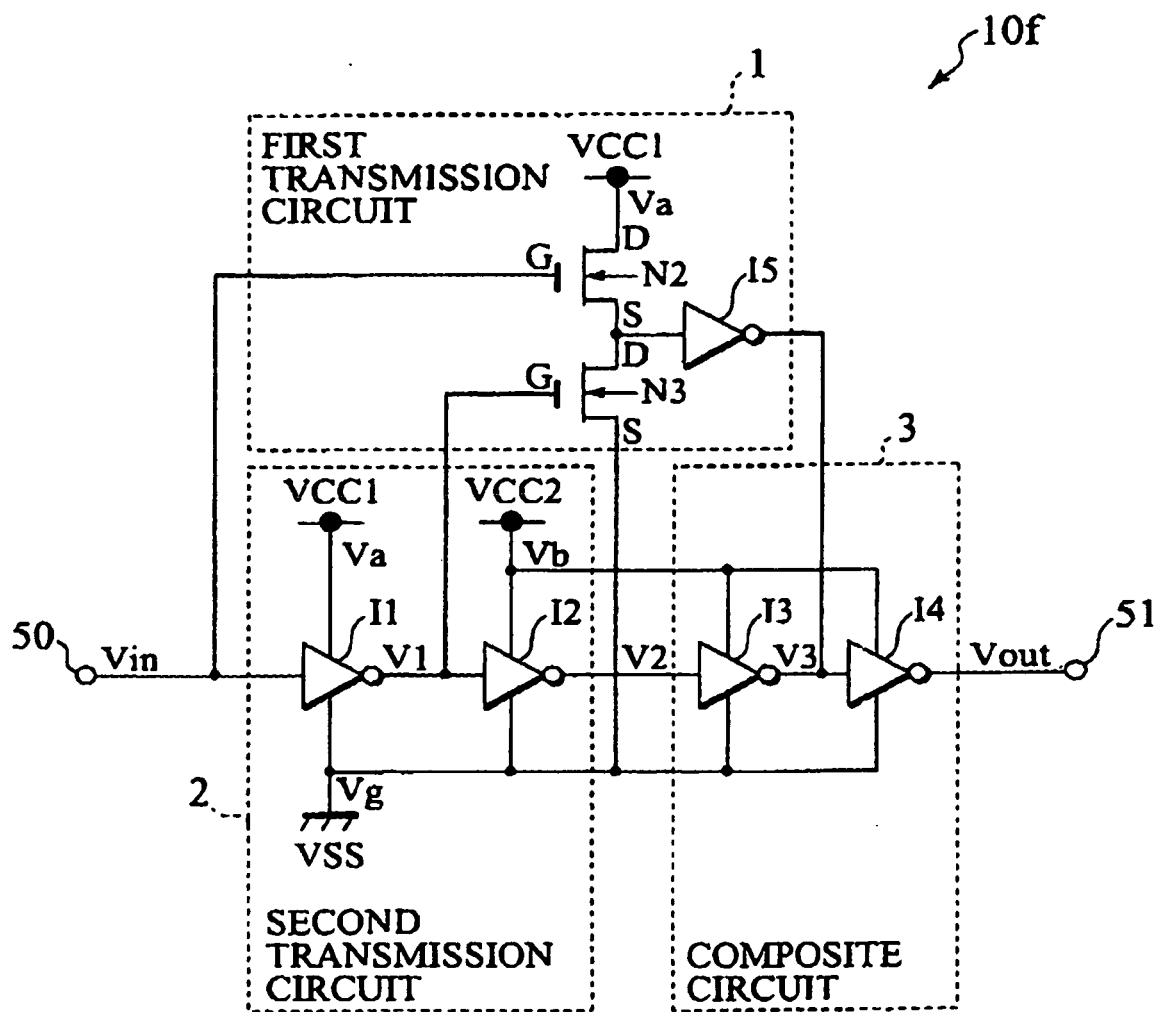 10f
1
FIRST
TRANSMISSION
CIRCUIT
VCC1
Va
D
G
N2
S
I5
D
G
N3
S
3
VCC1
VCC2
Va
Vb
I1
I2
I3
I4
50
Vin
V1
V2
V3
Vout
51
2
Vg
VSS
SECOND
TRANSMISSION
CIRCUIT
COMPOSITE
CIRCUIT